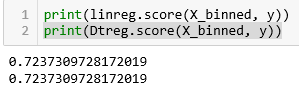 1 print(linreg.score(X_binned, y))
2 print(Dtreg.score(X_binned, y))
0.7237309728172019
0.7237309728172019